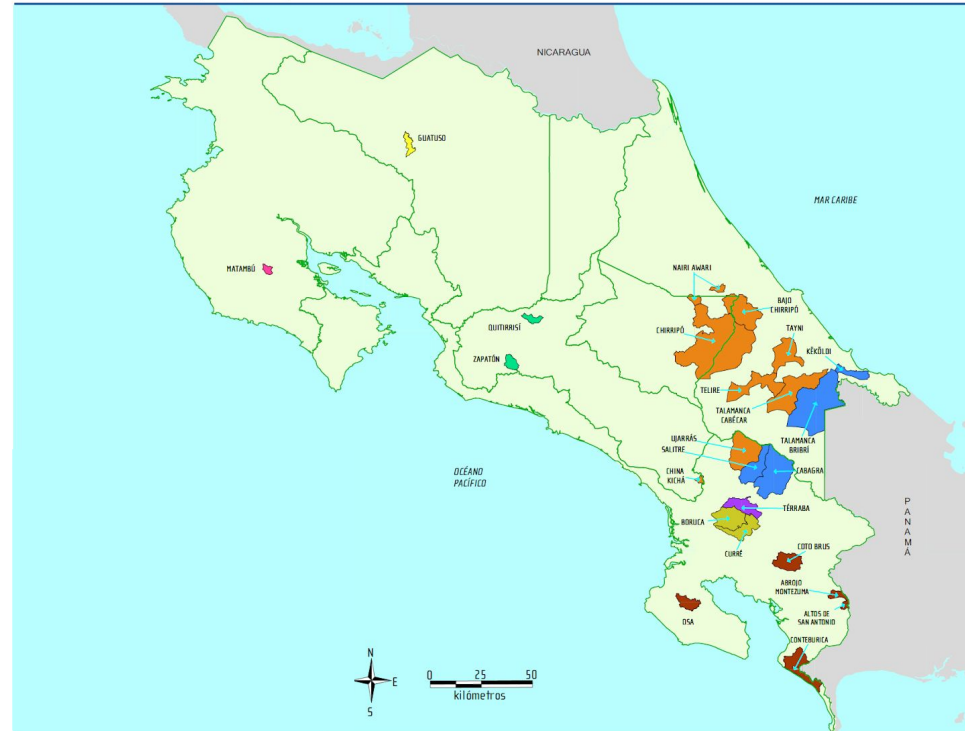 NICARAGUA
GUATUSO
MAR CARIBE
MATAMBÚ
NAIRI AWARI
BAJO
CHIRRIPÓ
QUITIRRISÍ
CHIRRIPÓ
TAYNI
KÉKÖLDI
ZAPATÓN
TELIRE
TALAMANCA
CABÉCAR
TALAMANCA
BRIBRÍ
UJARRÁS
SALITRE
CHINA
KICHÁ
CABAGRA
OCÉANO
PACÍFICO
TÉRRABA
BORUCA
CURRÉ
PANAMÁ
COTO BRUS
ABROJO
MONTEZUMA
ALTOS DE
SAN ANTONIO
OSA
CONTEBURICA
N
E
S
0 25 50
kilómetros